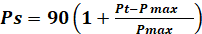 Ps = 90(1 + (Pt-P max)/(Pmax))